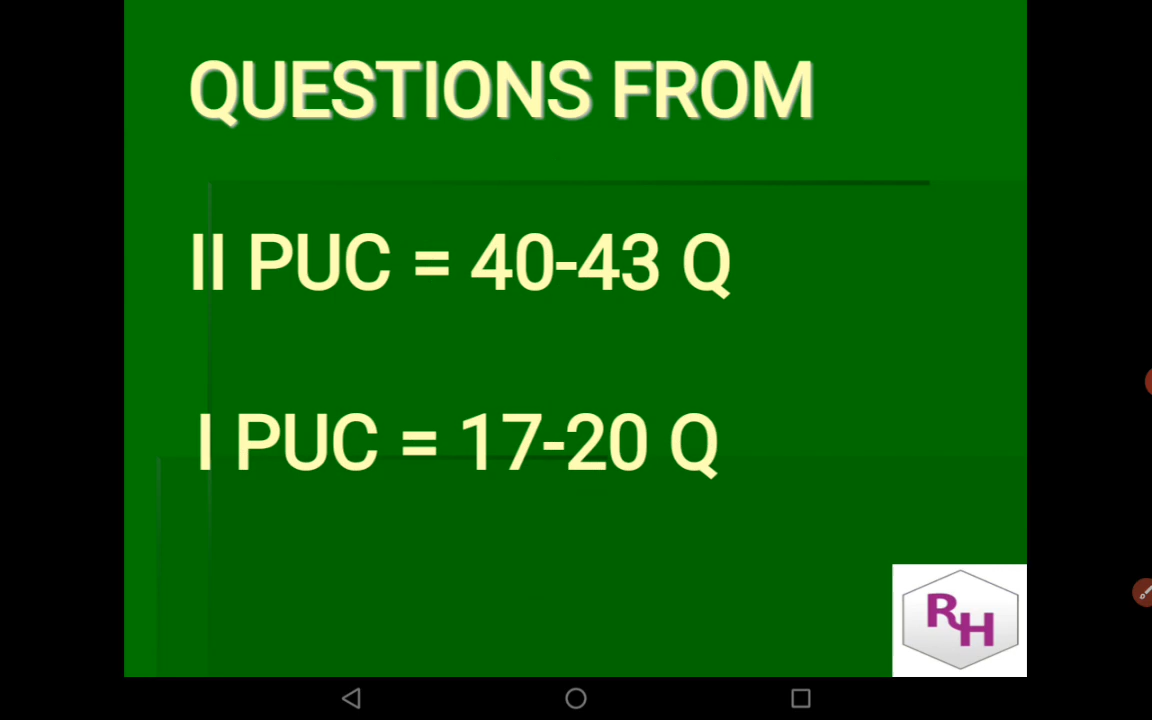 QUESTIONS FROM
II PUC = 40-43 Q
I PUC = 17-20 Q
RH